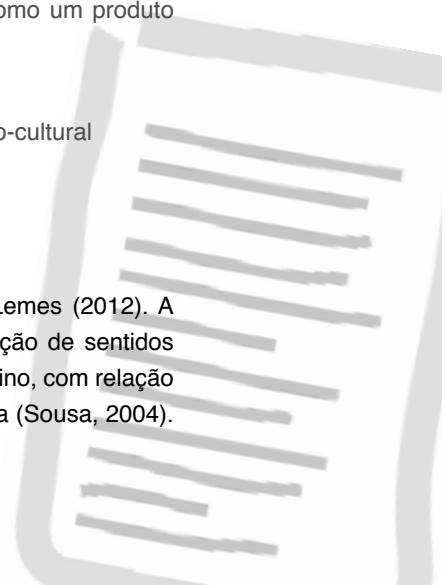 omo um produto
o-cultural
Lemes (2012). A
ção de sentidos
ino, com relação
a (Sousa, 2004).